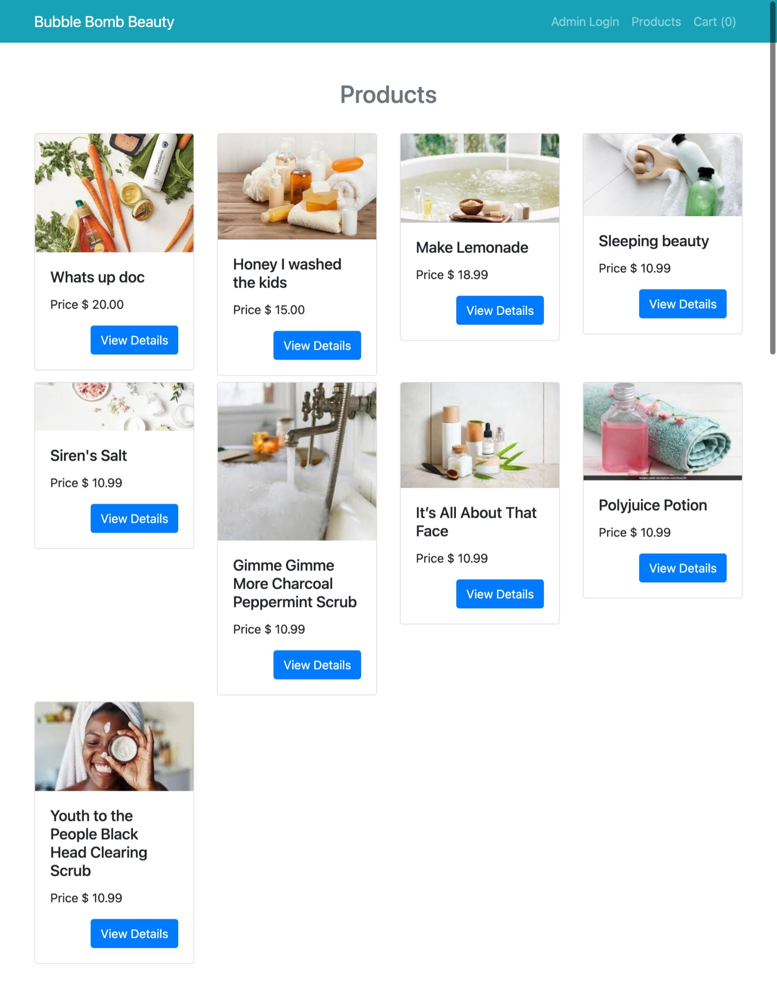 Bubble Bomb Beauty
Admin Login Products Cart (0)
Products
Apothederm
FRUCTIS
Whats up doc
Price $ 20.00
View Details
Honey I washed
the kids
Price $ 15.00
View Details
Make Lemonade
Price $ 18.99
View Details
Sleeping beauty
Price $ 10.99
View Details
Siren's Salt
Price $ 10.99
View Details
Gimme Gimme
More Charcoal
Peppermint Scrub
Price $ 10.99
View Details
It’s All About That
Face
Price $ 10.99
View Details
Polyjuice Potion
Price $ 10.99
View Details
Youth to the
People Black
Head Clearing
Scrub
Price $ 10.99
View Details